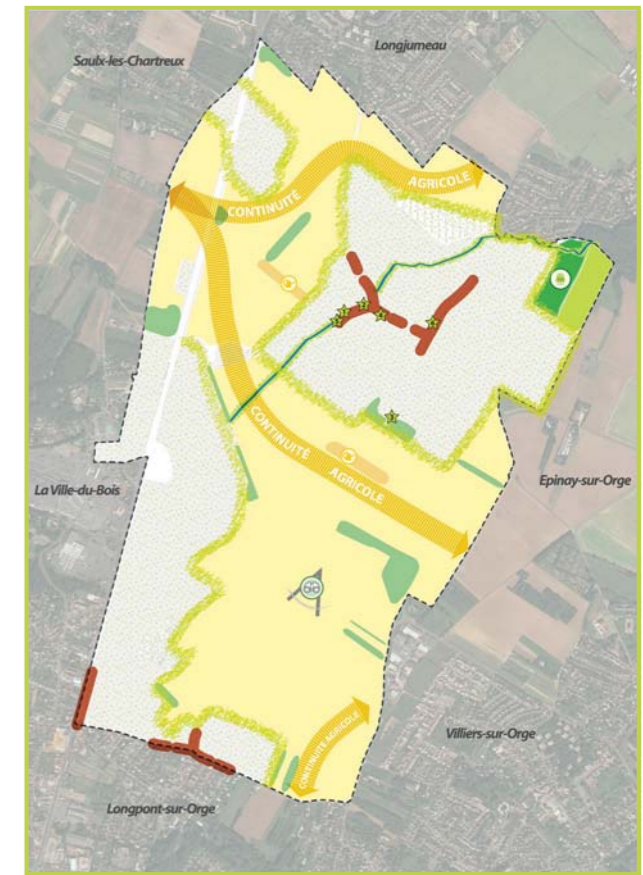 Longjumeau
Saulx-les-Chartreux
CONTINUITÉ AGRICOLE
CONTINUITÉ AGRICOLE
La Ville-du-Bois
Epinay-sur-Orge
CONTINUITÉ AGRICOLE
Villiers-sur-Orge
Longpont-sur-Orge